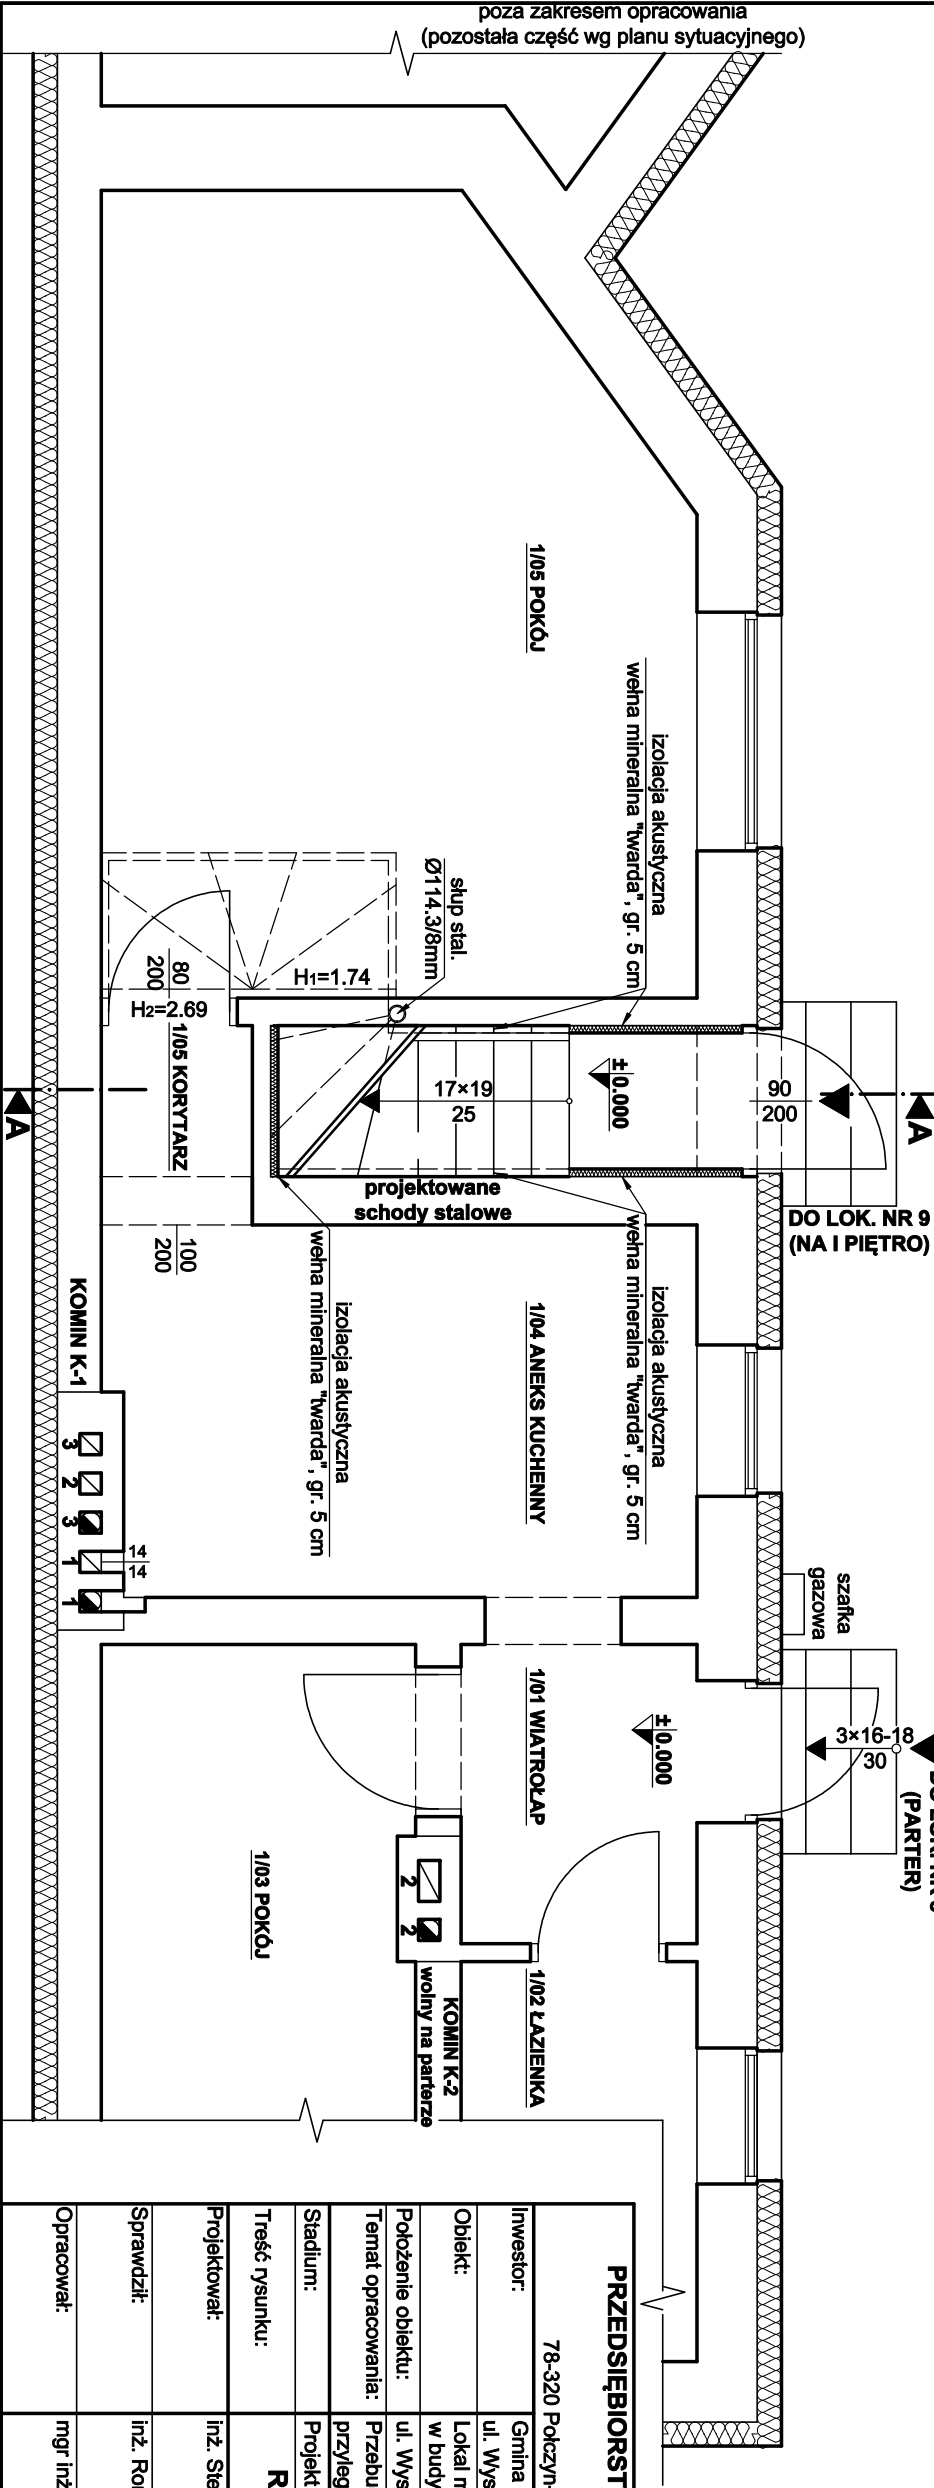 poza zakresem opracowania
(pozostała część wg planu sytuacyjnego)
1/05 POKÓJ
izolacja akustyczna
wełna mineralna "twarda", gr. 5 cm
słup stal.
Ø114.3/8mm
H1=1.74
80
200
H2=2.69
1/05 KORYTARZ
A
17×19
25
±0.000
90
200
A
projektowane
schody stalowe
DO LOK. NR 9
(NA I PIĘTRO)
100
200
izolacja akustyczna
wełna mineralna "twarda", gr. 5 cm
izolacja akustyczna
wełna mineralna "twarda", gr. 5 cm
1/04 ANEKS KUCHENNY
KOMIN K-1
3
2
3
1
1
14
14
szafka
gazowa
1/01 WIATROŁAP
±0.000
3×16-18
30
(PARTER)
1/03 POKÓJ
2
2
KOMIN K-2
wolny na parterze
1/02 ŁAZIENKA
PRZEDSIĘBIORST
78-320 Połczyn-
Inwestor:
Gmina
ul. Wys
Obiekt:
Lokal m
w budy
Położenie obiektu:
ul. Wys
Temat opracowania:
Przebu
przyleg
Stadium:
Projekt
Treść rysunku:
R
Projektował:
inż. Ste
Sprawdził:
inż. Ro
Opracował:
mgr inż